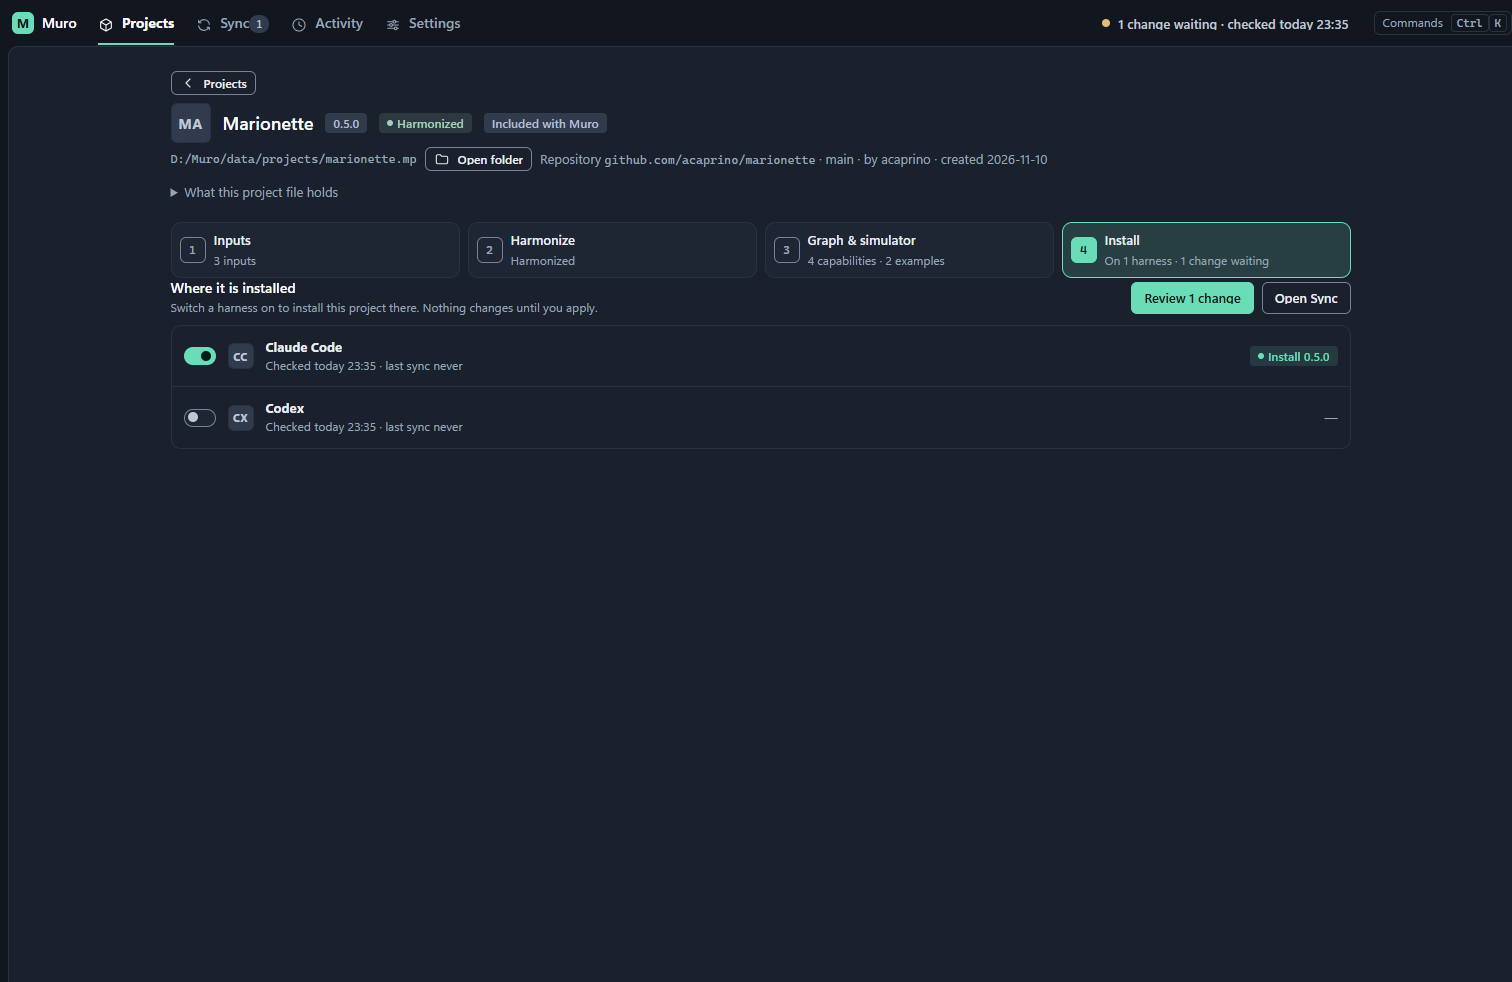 M Muro Projects Sync 1 Activity Settings 1 change waiting · checked today 23:35 Commands Ctrl K
Projects
MA Marionette 0.5.0 Harmonized Included with Muro
D:/Muro/data/projects/marionette.mp Open folder Repository github.com/acaprino/marionette · main · by acaprino · created 2026-11-10
What this project file holds
1 Inputs
3 inputs
2 Harmonize
Harmonized
3 Graph & simulator
4 capabilities · 2 examples
4 Install
On 1 harness · 1 change waiting
Where it is installed
Switch a harness on to install this project there. Nothing changes until you apply.
Review 1 change Open Sync
CC Claude Code
Checked today 23:35 · last sync never
Install 0.5.0
CX Codex
Checked today 23:35 · last sync never
—